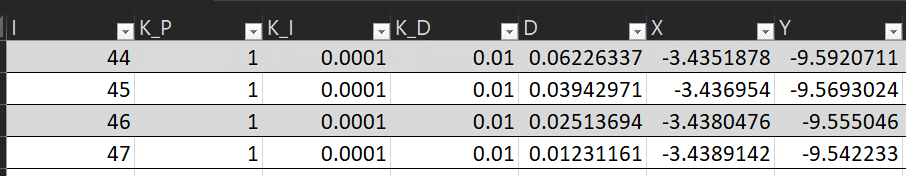 I K_P K_I K_D D X Y
44 1 0.0001 0.01 0.06226337 -3.4351878 -9.5920711
45 1 0.0001 0.01 0.03942971 -3.436954 -9.5693024
46 1 0.0001 0.01 0.02513694 -3.4380476 -9.555046
47 1 0.0001 0.01 0.01231161 -3.4389142 -9.542233